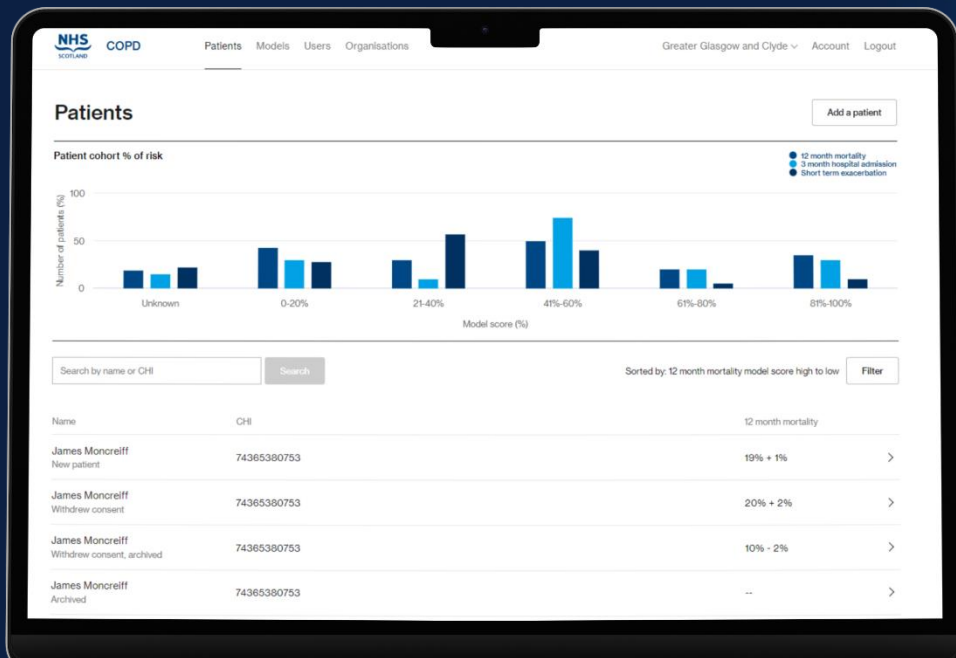 NHS
SCOTLAND
COPD
Patients Models Users Organisations
Greater Glasgow and Clyde Account Logout
Patients
Add a patient
Patient cohort % of risk
12 month mortality
3 month hospital admission
Short term exacerbation
Number of patients (%)
100
50
0
Unknown 0-20% 21-40% 41%-60% 61%-80% 81%-100%
Model score (%)
Search by name or CHI
Search
Sorted by: 12 month mortality model score high to low
Filter
Name CHI 12 month mortality
James Moncreiff
New patient
74365380753 19% + 1%
James Moncreiff
Withdrew consent
74365380753 20% + 2%
James Moncreiff
Withdrew consent, archived
74365380753 10% - 2%
James Moncreiff
Archived
74365380753 --